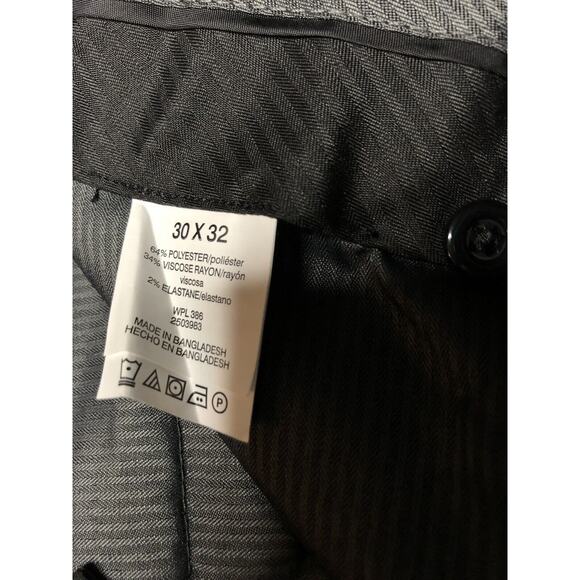 30 X 32
64% POLYESTER/poliéster
34% VISCOSE RAYON/rayón
viscosa
2% ELASTANE/elastano
WPL 386
2503983
MADE IN BANGLADESH
HECHO EN BANGLADESH
P